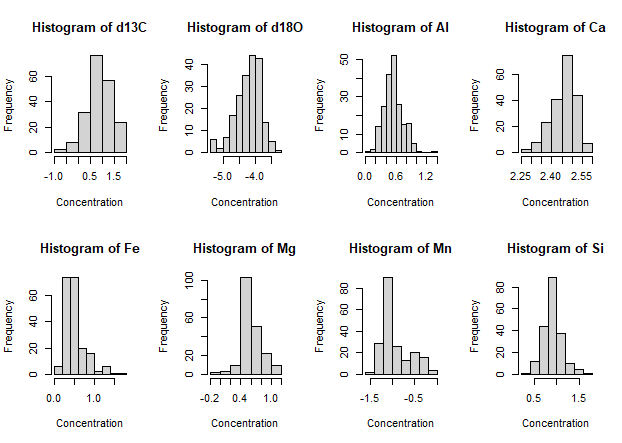 Histogram of d13C
Frequency
0 20 40 60
-1.0 0.5 1.5
Concentration
Histogram of d18O
Frequency
0 10 20 30 40
-5.0 -4.0
Concentration
Histogram of Al
Frequency
0 10 30 50
0.0 0.6 1.2
Concentration
Histogram of Ca
Frequency
0 20 40 60
2.25 2.40 2.55
Concentration
Histogram of Fe
Frequency
0 20 40 60
0.0 1.0
Concentration
Histogram of Mg
Frequency
0 20 60 100
-0.2 0.4 1.0
Concentration
Histogram of Mn
Frequency
0 20 40 60 80
-1.5 -0.5
Concentration
Histogram of Si
Frequency
0 20 40 60 80
0.5 1.5
Concentration